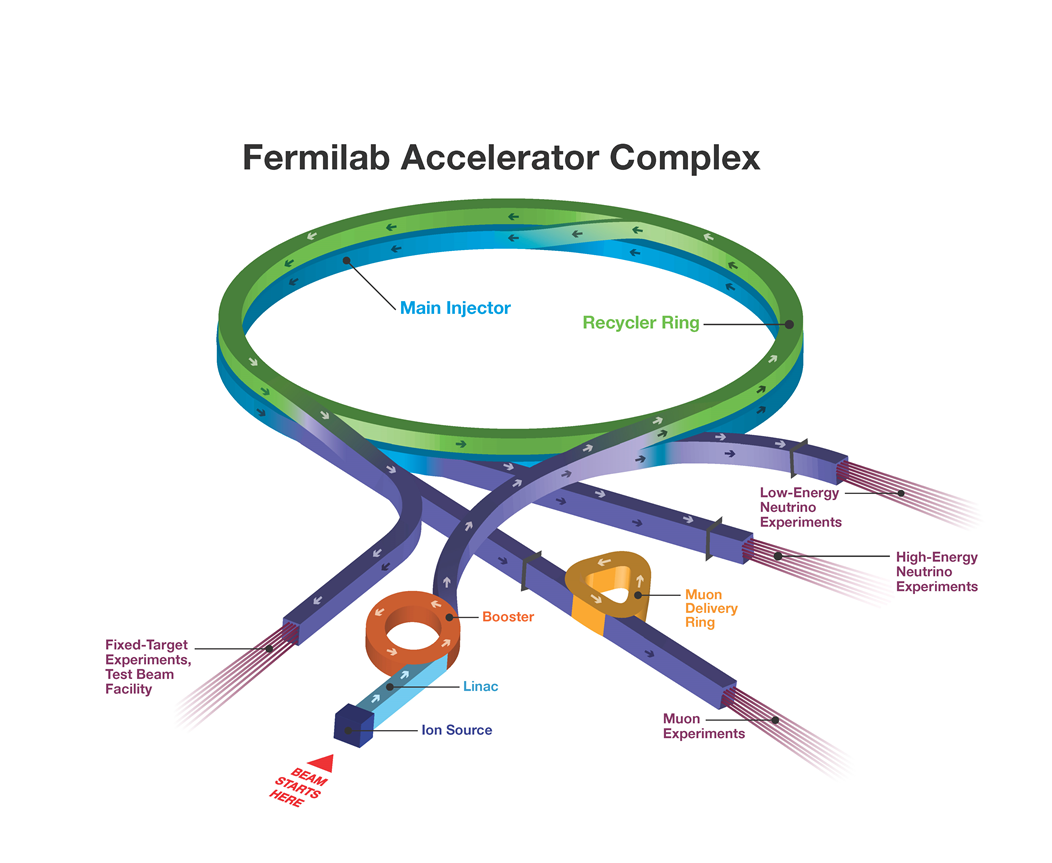 Fermilab Accelerator Complex
Main Injector
Recycler Ring
Low-Energy
Neutrino
Experiments
High-Energy
Neutrino
Experiments
Muon
Delivery
Ring
Booster
Fixed-Target
Experiments,
Test Beam
Facility
Linac
Ion Source
Muon
Experiments
BEAM
STARTS
HERE